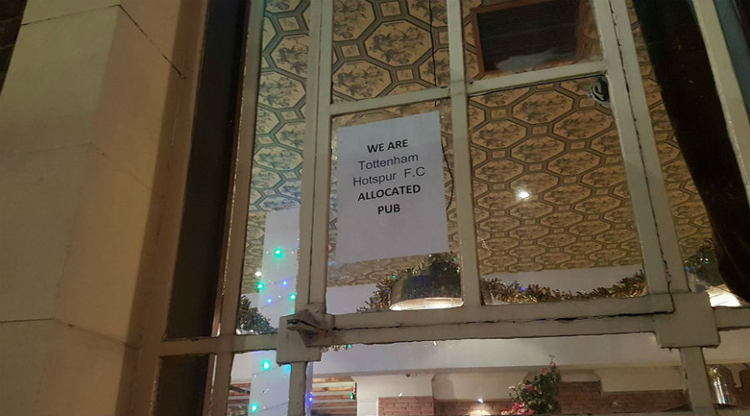 WE ARE
Tottenham
Hotspur F.C
ALLOCATED
PUB